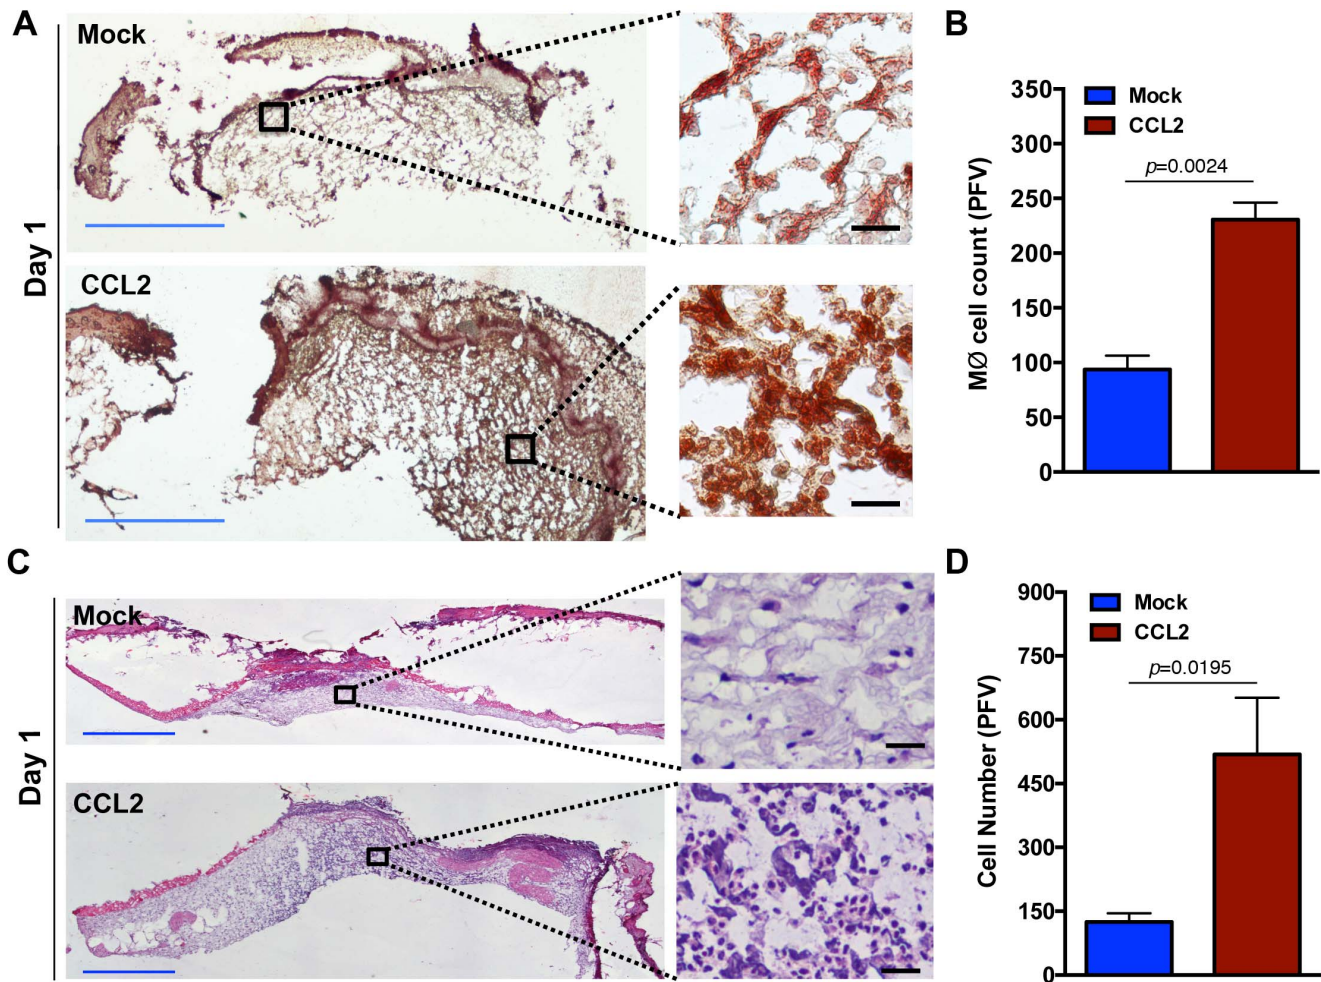 A
Mock
Day 1
CCL2
B
MØ cell count (PFV)
350
300
250
200
150
100
50
0
Mock
CCL2
p=0.0024
C
Mock
Day 1
CCL2
D
Cell Number (PFV)
900
750
600
450
300
150
0
Mock
CCL2
p=0.0195